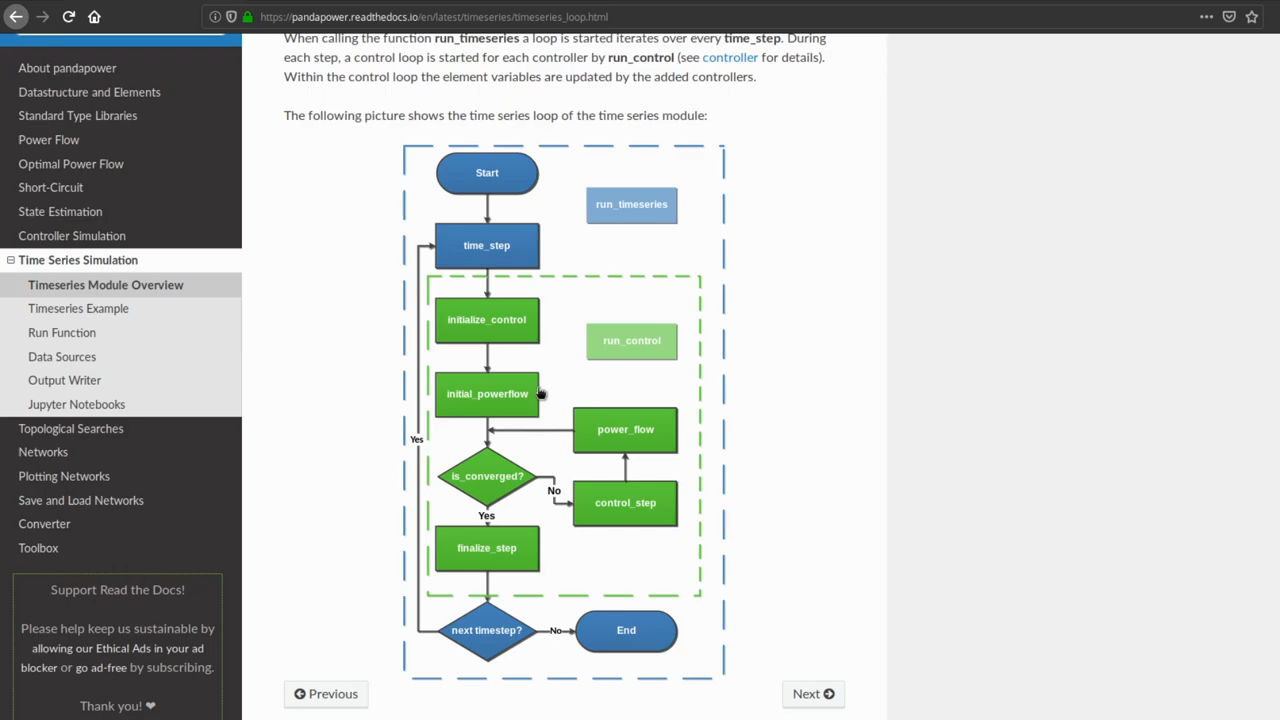 https://pandapower.readthedocs.io/en/latest/timeseries/timeseries_loop.html
About pandapower
Datastructure and Elements
Standard Type Libraries
Power Flow
Optimal Power Flow
Short-Circuit
State Estimation
Controller Simulation
Time Series Simulation
Timeseries Module Overview
Timeseries Example
Run Function
Data Sources
Output Writer
Jupyter Notebooks
Topological Searches
Networks
Plotting Networks
Save and Load Networks
Converter
Toolbox
Support Read the Docs!
Please help keep us sustainable by
allowing our Ethical Ads in your ad
blocker or go ad-free by subscribing.
Thank you! ❤
When calling the function run_timeseries a loop is started iterates over every time_step. During
each step, a control loop is started for each controller by run_control (see controller for details).
Within the control loop the element variables are updated by the added controllers.
The following picture shows the time series loop of the time series module:
Start
run_timeseries
time_step
initialize_control
run_control
initial_powerflow
power_flow
Yes
is_converged?
No
control_step
Yes
finalize_step
next timestep?
No
End
Previous
Next